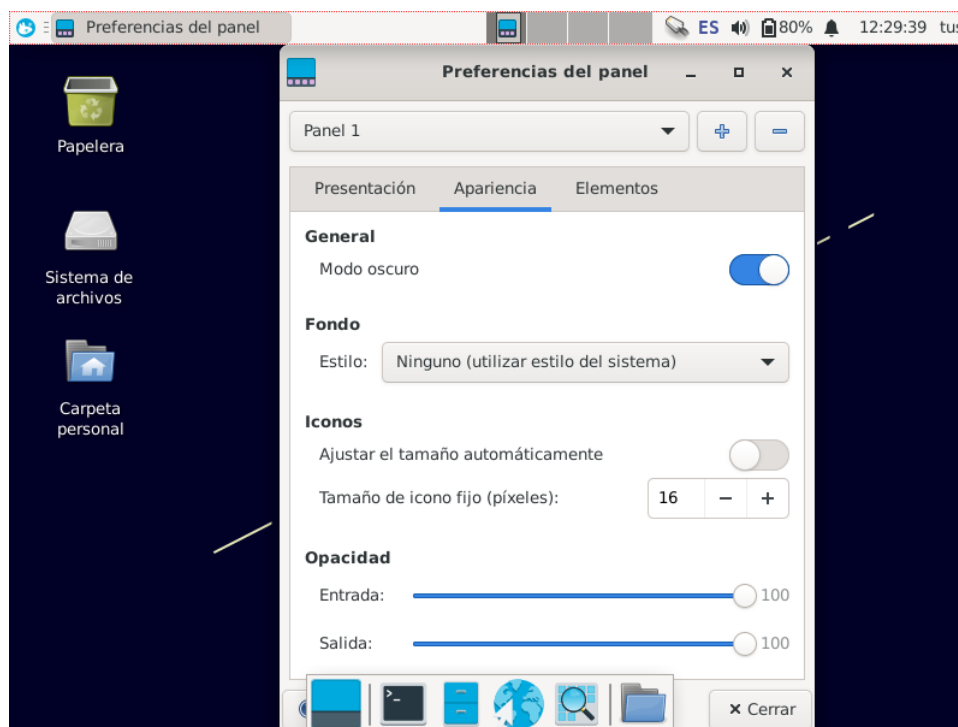 Preferencias del panel
ES 80% 12:29:39 tus
Preferencias del panel
Papelera
Sistema de
archivos
Carpeta
personal
Panel 1
Presentación Apariencia Elementos
General
Modo oscuro
Fondo
Estilo: Ninguno (utilizar estilo del sistema)
Iconos
Ajustar el tamaño automáticamente
Tamaño de icono fijo (píxeles): 16
Opacidad
Entrada: 100
Salida: 100
Cerrar